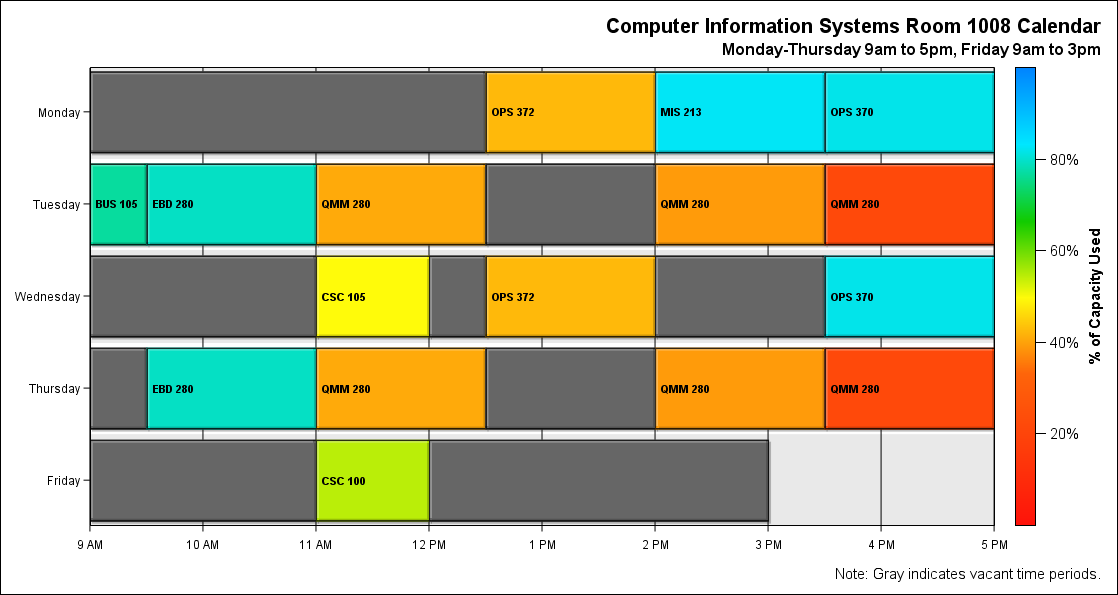 Computer Information Systems Room 1008 Calendar
Monday-Thursday 9am to 5pm, Friday 9am to 3pm
Monday
OPS 372
MIS 213
OPS 370
Tuesday
BUS 105
EBD 280
QMM 280
QMM 280
QMM 280
Wednesday
CSC 105
OPS 372
OPS 370
Thursday
EBD 280
QMM 280
QMM 280
QMM 280
Friday
CSC 100
9 AM
10 AM
11 AM
12 PM
1 PM
2 PM
3 PM
4 PM
5 PM
80%
60%
40%
20%
% of Capacity Used
Note: Gray indicates vacant time periods.